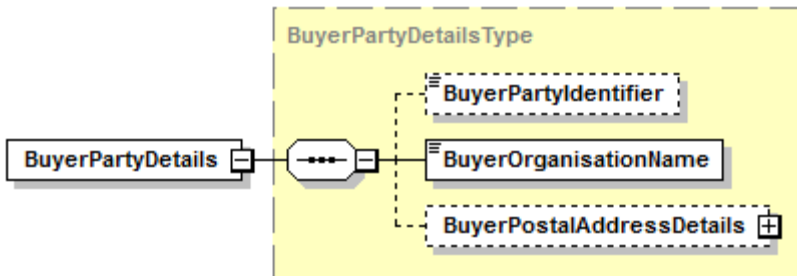 BuyerPartyDetailsType
BuyerPartyIdentifier
BuyerPartyDetails
BuyerOrganisationName
BuyerPostalAddressDetails